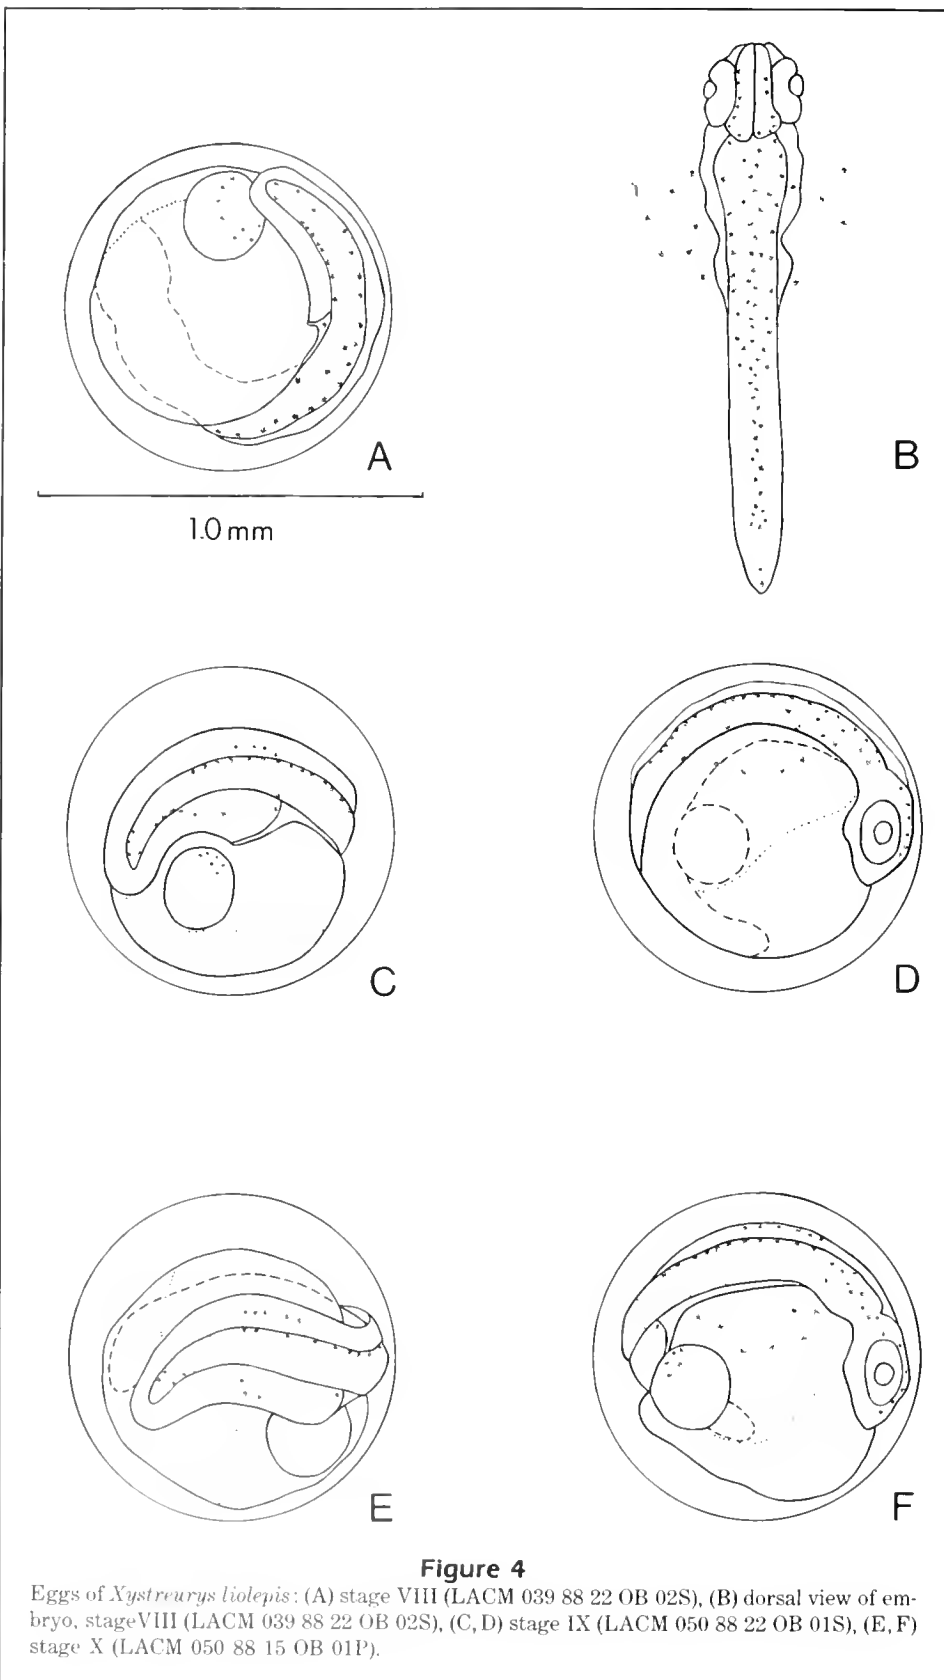 A
B
1.0 mm
C
D
E
F
Figure 4
Eggs of Xystreurys liolepis: (A) stage VIII (LACM 039 88 22 OB 02S), (B) dorsal view of em-
bryo, stageVIII (LACM 039 88 22 OB 02S), (C, D) stage IX (LACM 050 88 22 OB 01S), (E, F)
stage X (LACM 050 88 15 OB 01P).